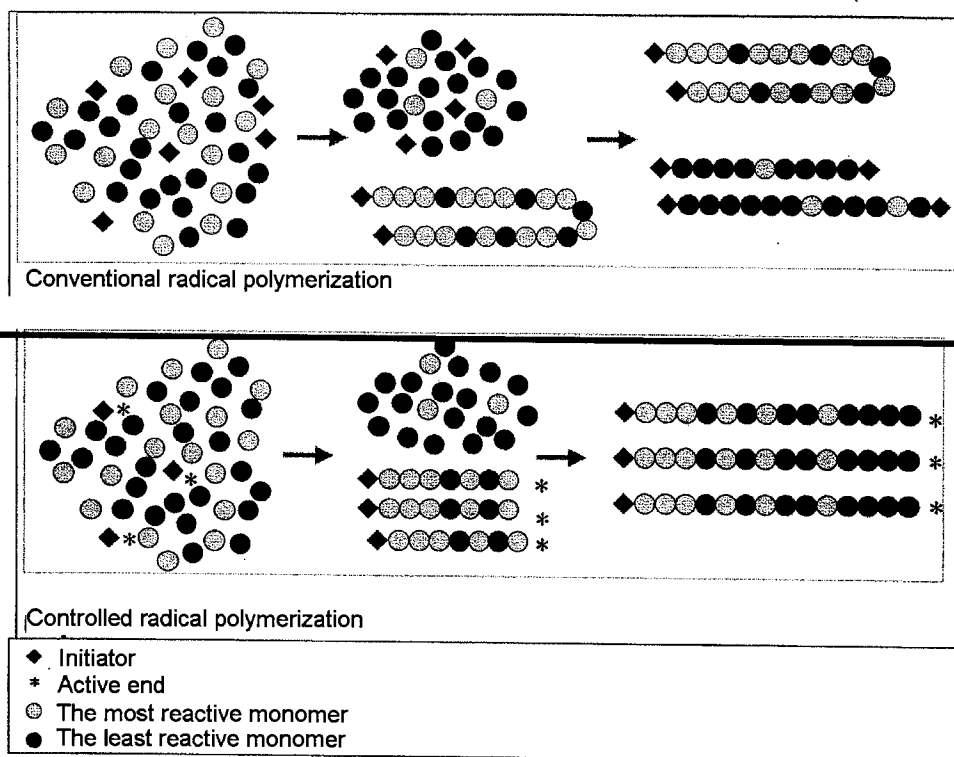 Conventional radical polymerization
Controlled radical polymerization
Initiator
* Active end
The most reactive monomer
The least reactive monomer